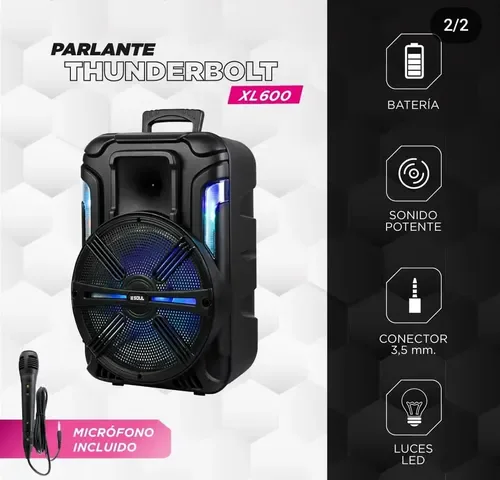 2/2
PARLANTE
THUNDERBOLT
XL600
SOUL
MICRÓFONO
INCLUIDO
BATERÍA
SONIDO
POTENTE
CONECTOR
3,5 mm.
LUCES
LED